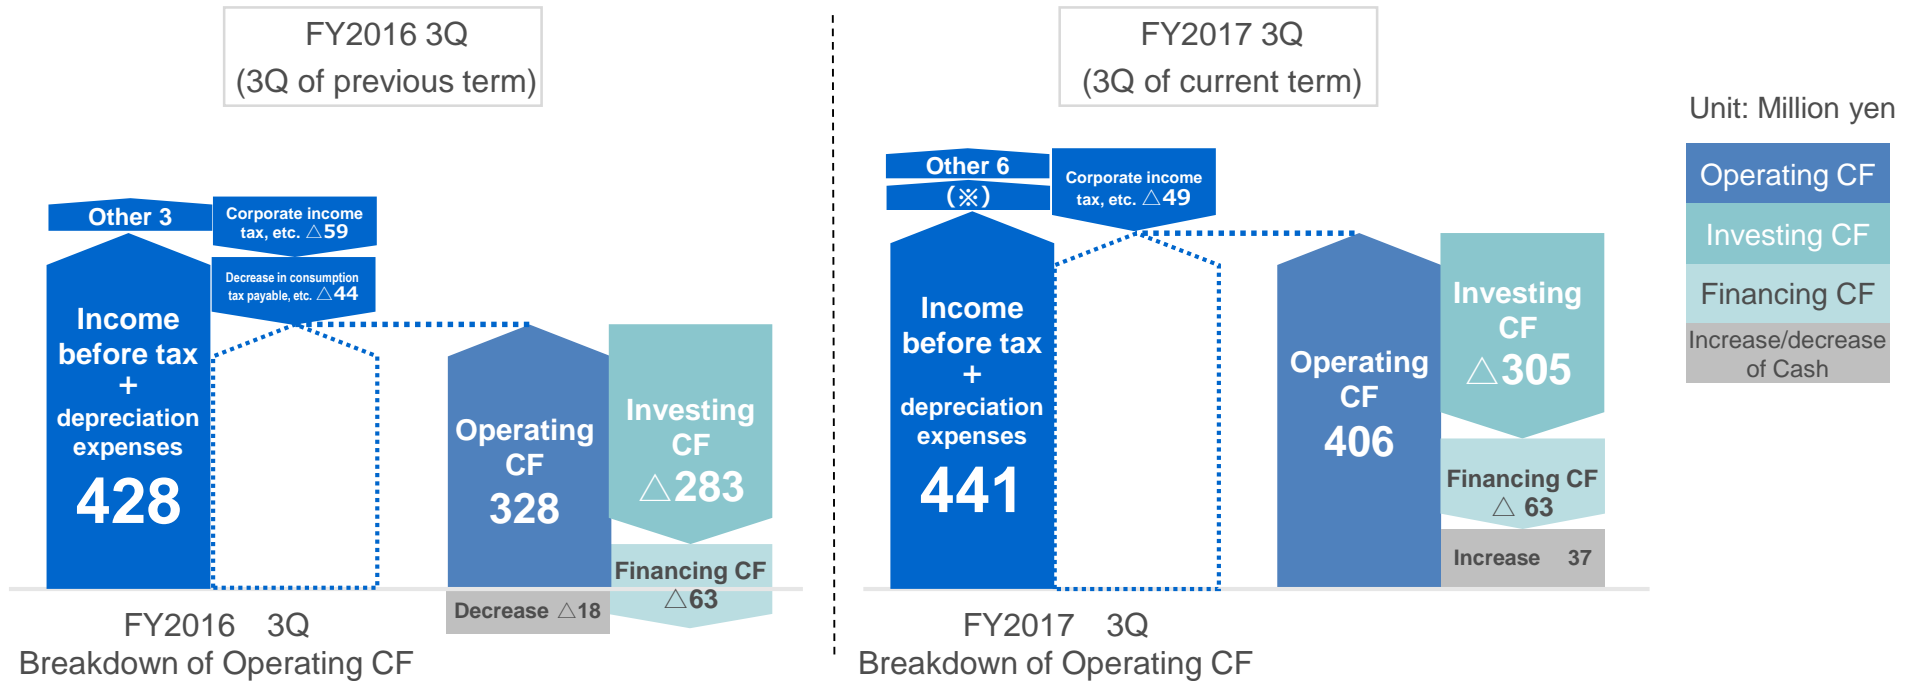 FY2016 3Q
(3Q of previous term)
Other 3
Corporate income
tax, etc. △59
Decrease in consumption
tax payable, etc. △44
Income
before tax
+
depreciation
expenses
428
Operating
CF
328
Investing
CF
△283
Financing CF
△63
Decrease △18
FY2016 3Q
Breakdown of Operating CF
FY2017 3Q
(3Q of current term)
Other 6
(※)
Corporate income
tax, etc. △49
Income
before tax
+
depreciation
expenses
441
Operating
CF
406
Investing
CF
△305
Financing CF
△ 63
Increase 37
FY2017 3Q
Breakdown of Operating CF
Unit: Million yen
Operating CF
Investing CF
Financing CF
Increase/decrease
of Cash